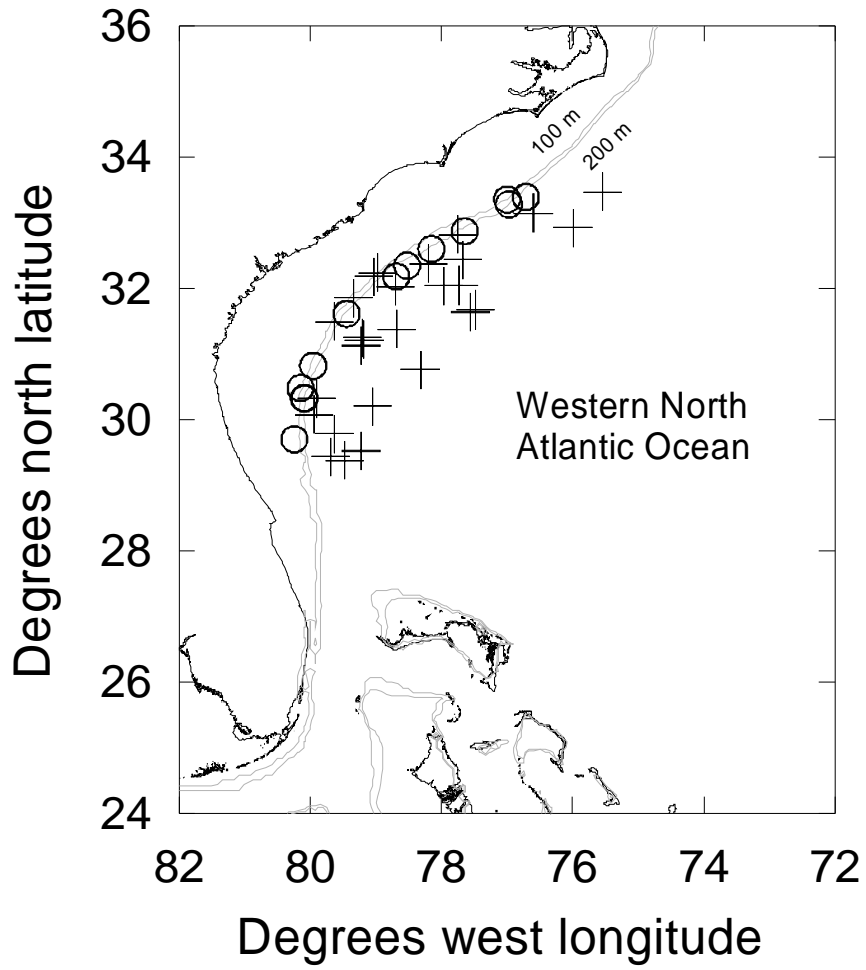 36
34
32
30
28
26
24
Degrees north latitude
100 m
200 m
Western North
Atlantic Ocean
82
80
78
76
74
72
Degrees west longitude